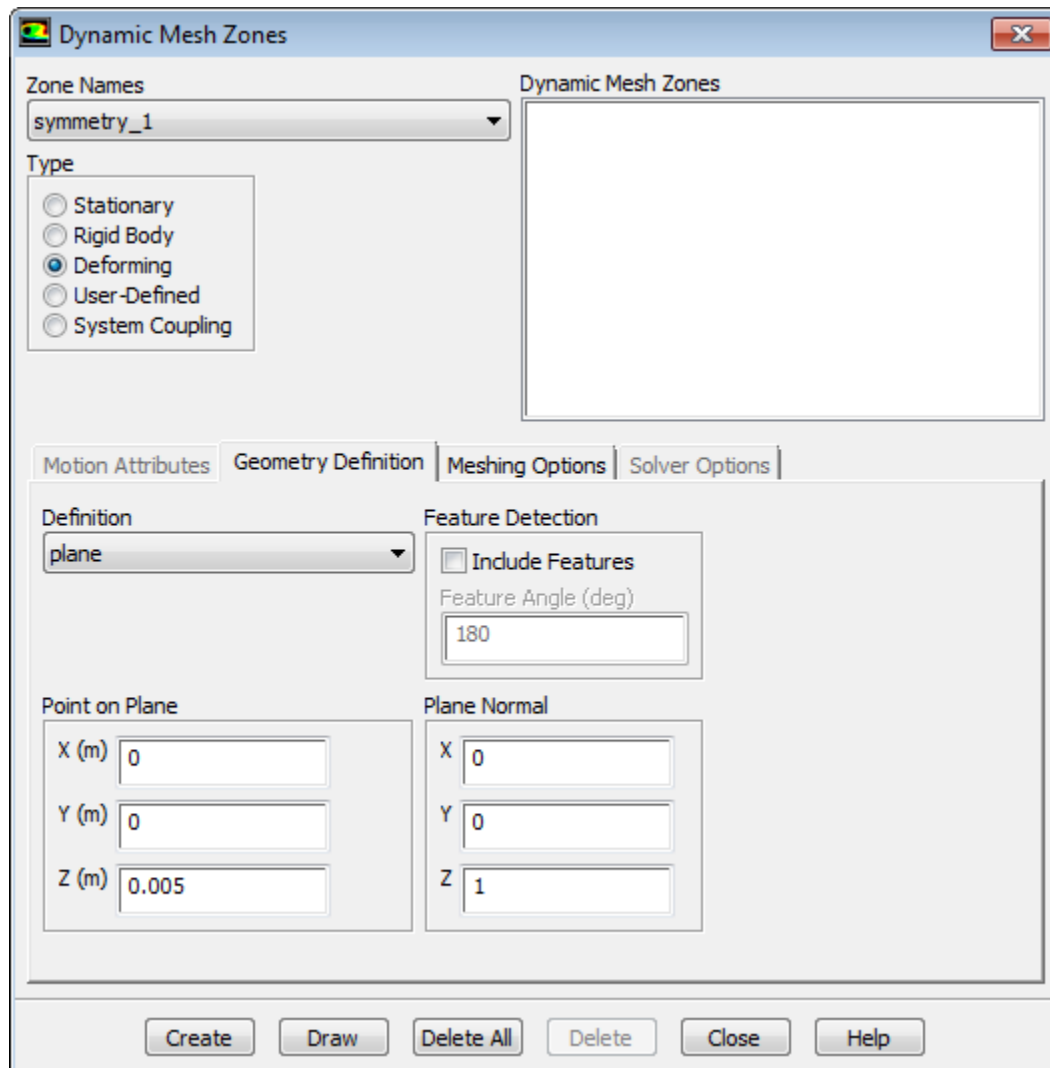 Dynamic Mesh Zones
Zone Names
symmetry_1
Type
Stationary
Rigid Body
Deforming
User-Defined
System Coupling
Dynamic Mesh Zones
Motion Attributes Geometry Definition Meshing Options Solver Options
Definition
plane
Feature Detection
Include Features
Feature Angle (deg)
180
Point on Plane
X (m) 0
Y (m) 0
Z (m) 0.005
Plane Normal
X 0
Y 0
Z 1
Create Draw Delete All Delete Close Help